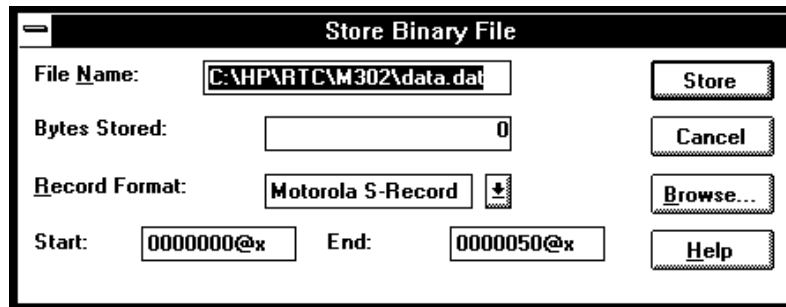 Store Binary File
File Name: C:\HP\RTC\M302\data.dat Store
Bytes Stored: 0 Cancel
Record Format: Motorola S-Record Browse...
Start: 0000000@x End: 0000050@x Help